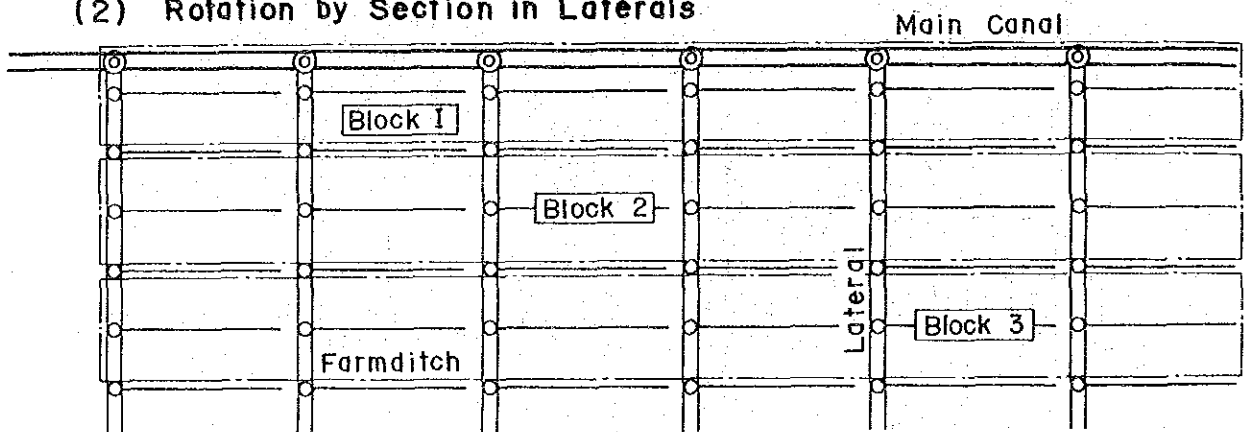 (2) Rotation by Section in Laterals
Main Canal
Block I
Block 2
Lateral
Block 3
Farmditch